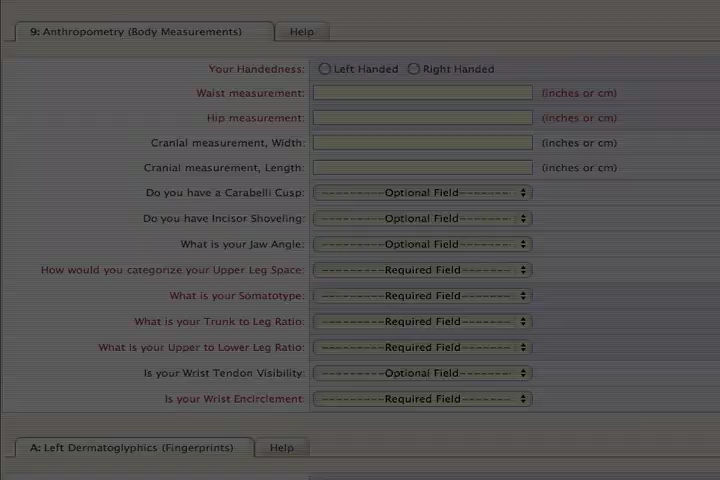 9: Anthropometry (Body Measurements) Help
Your Handedness: Left Handed Right Handed
Waist measurement: (inches or cm)
Hip measurement: (inches or cm)
Cranial measurement, Width: (inches or cm)
Cranial measurement, Length: (inches or cm)
Do you have a Carabelli Cusp: --------Optional Field--------
Do you have Incisor Shoveling: --------Optional Field--------
What is your Jaw Angle: --------Optional Field--------
How would you categorize your Upper Leg Space: --------Required Field--------
What is your Somatotype: --------Required Field--------
What is your Trunk to Leg Ratio: --------Required Field--------
What is your Upper to Lower Leg Ratio: --------Required Field--------
Is your Wrist Tendon Visibility: --------Optional Field--------
Is your Wrist Encirclement: --------Required Field--------
A: Left Dermatoglyphics (Fingerprints) Help